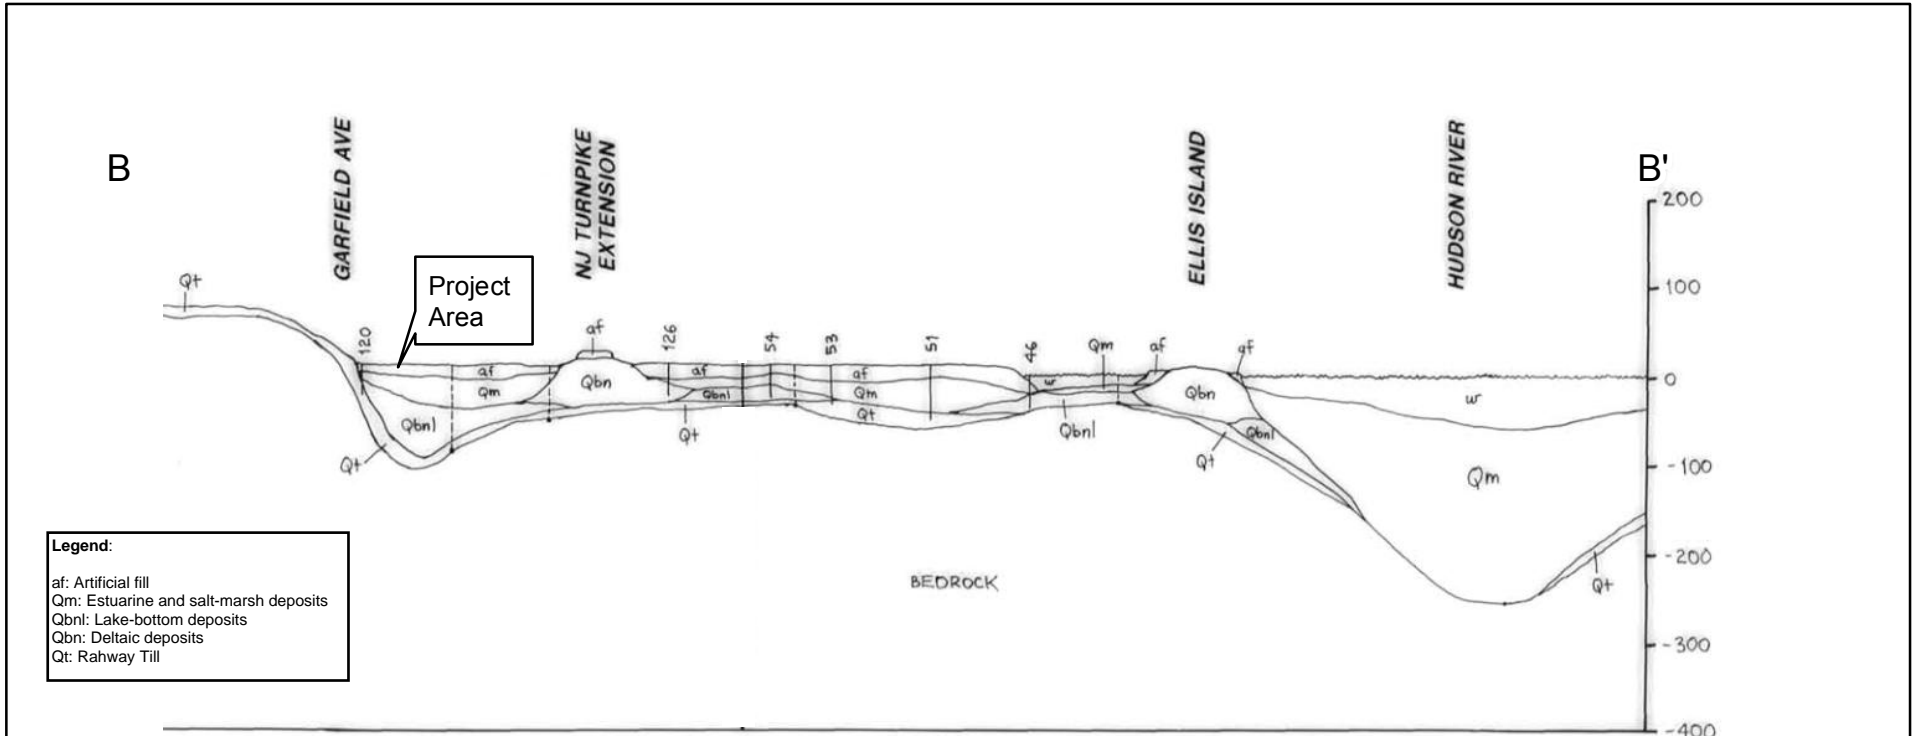 B
GARFIELD AVE
NJ TURNPIKE
EXTENSION
ELLIS ISLAND
HUDSON RIVER
B'
200
100
0
-100
-200
-300
-400
Project
Area
Qt
120
af
126
54
53
51
46
Qm
af
af
af
af
af
Qm
Qbn
Qbnl
Qm
w
Qbn
w
Qbnl
Qt
Qt
Qt
Qbnl
Qt
Qbnl
Qm
Qt
BEDROCK
Legend:
af: Artificial fill
Qm: Estuarine and salt-marsh deposits
Qbnl: Lake-bottom deposits
Qbn: Deltaic deposits
Qt: Rahway Till